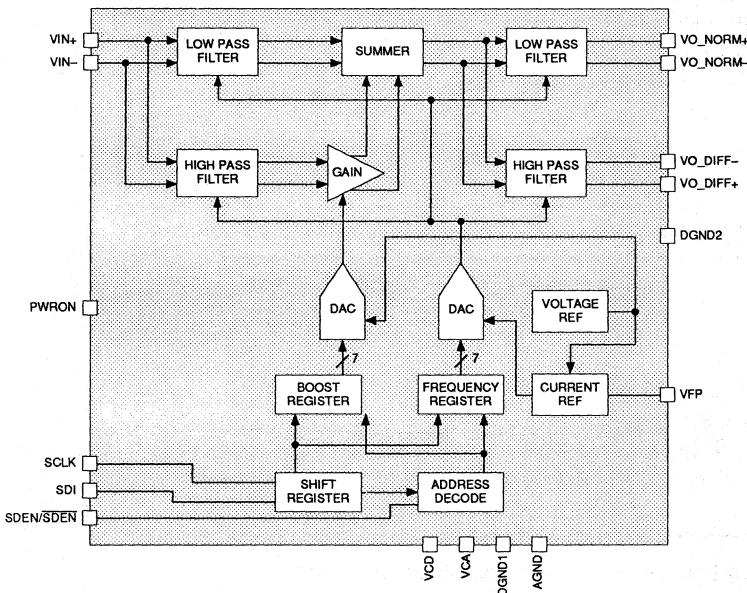 VIN+
VIN–
LOW PASS
FILTER
SUMMER
LOW PASS
FILTER
VO_NORM+
VO_NORM–
HIGH PASS
FILTER
GAIN
HIGH PASS
FILTER
VO_DIFF–
VO_DIFF+
DGND2
PWRON
DAC
DAC
VOLTAGE
REF
7
7
BOOST
REGISTER
FREQUENCY
REGISTER
CURRENT
REF
VFP
SCLK
SDI
SDEN/SDEN
SHIFT
REGISTER
ADDRESS
DECODE
VCD
VCA
DGND1
AGND